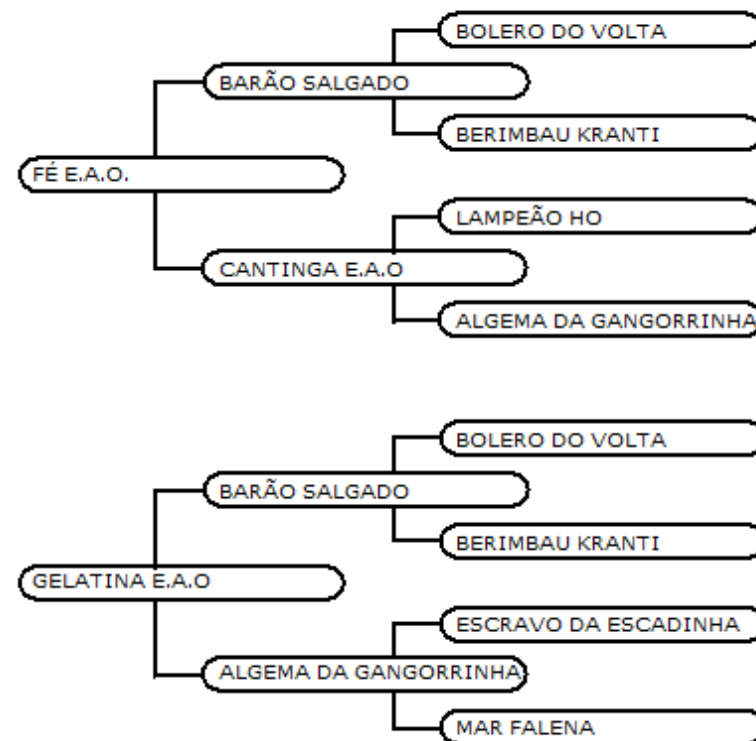 BOLERO DO VOLTA
BARÃO SALGADO
BERIMBAU KRANTI
FÉ E.A.O.
LAMPEÃO HO
CANTINGA E.A.O
ALGEMA DA GANGORRINHA
BOLERO DO VOLTA
BARÃO SALGADO
BERIMBAU KRANTI
GELATINA E.A.O
ESCRAVO DA ESCADINHA
ALGEMA DA GANGORRINHA
MAR FALENA